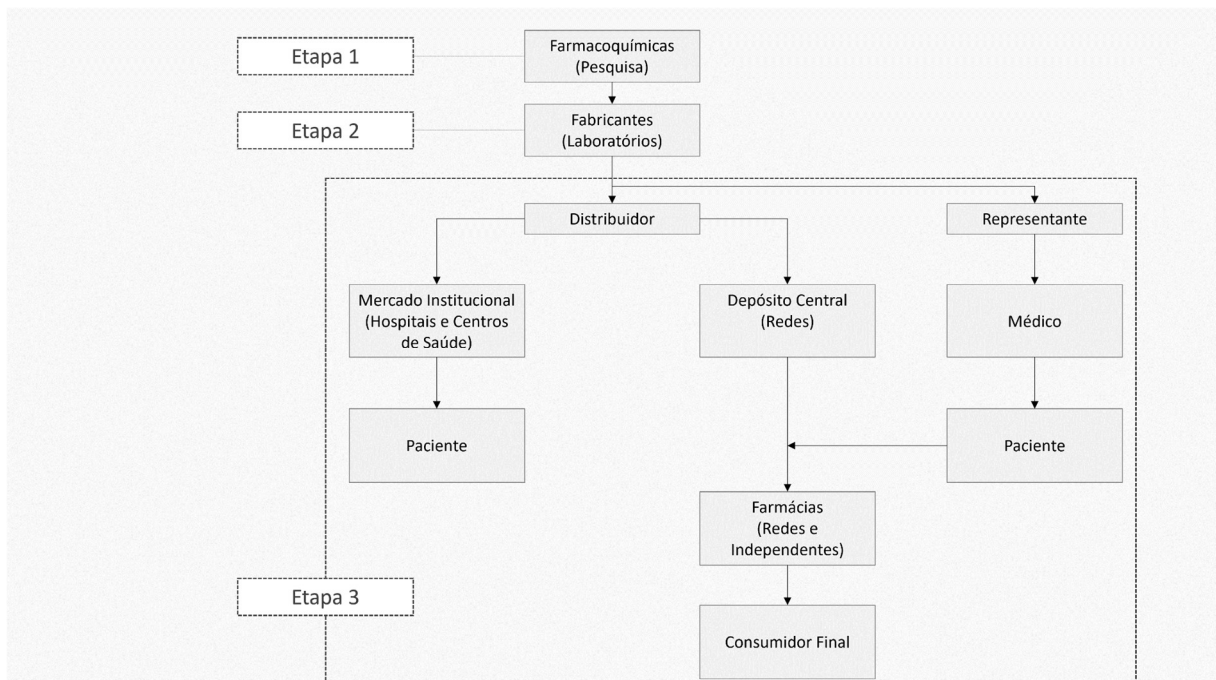 Etapa 1
Farmacoquímicas
(Pesquisa)
Etapa 2
Fabricantes
(Laboratórios)
Distribuidor
Representante
Mercado Institucional
(Hospitais e Centros
de Saúde)
Depósito Central
(Redes)
Médico
Paciente
Paciente
Farmácias
(Redes e
Independentes)
Etapa 3
Consumidor Final